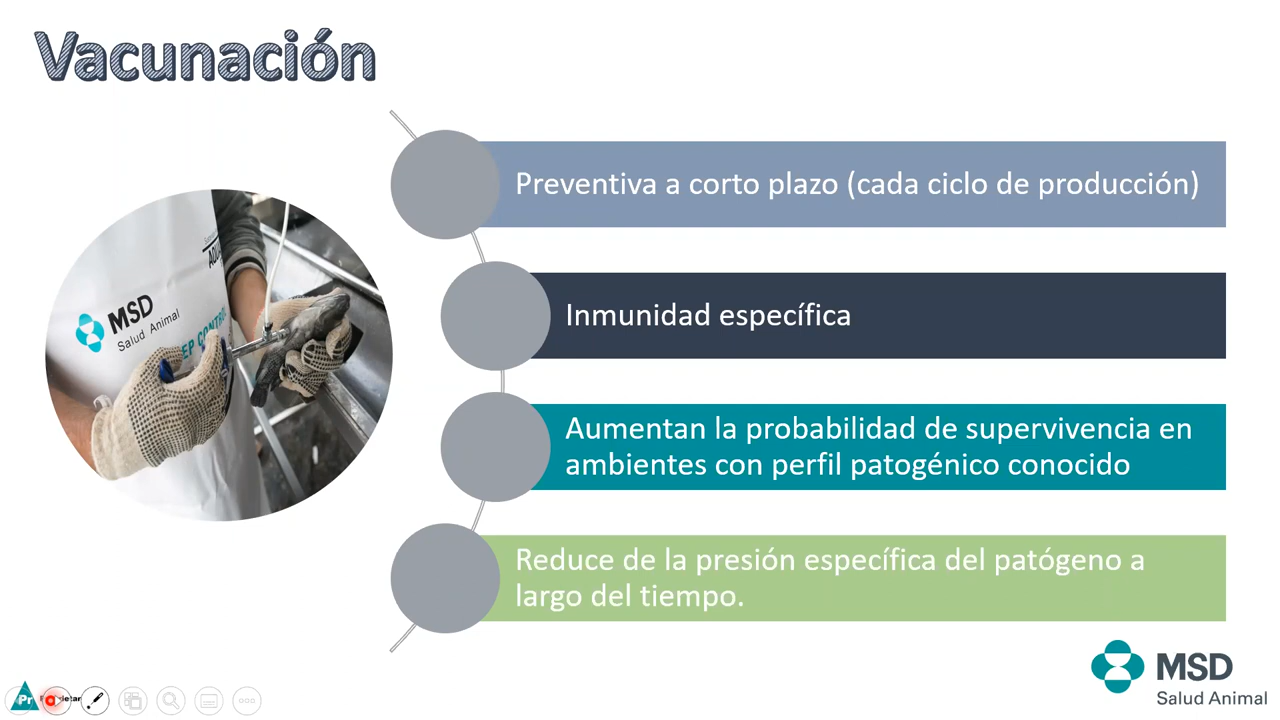 Vacunación
Preventiva a corto plazo (cada ciclo de producción)
Inmunidad específica
Aumentan la probabilidad de supervivencia en
ambientes con perfil patogénico conocido
Reduce de la presión específica del patógeno a
largo del tiempo.
MSD
Salud Animal
MSD
Salud Animal
Pr